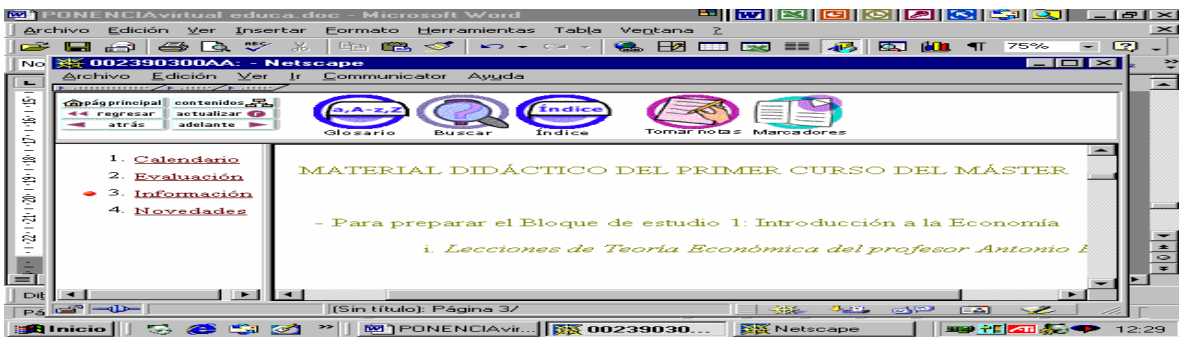 PONENCIAvirtual educa.doc - Microsoft Word
Archivo Edición Ver Insertar Formato Herramientas Tabla Ventana ?
75%
No
002390300AA: - Netscape
Archivo Edición Ver Ir Communicator Ayuda
pág principal contenidos
regresar actualizar
atrás adelante
a,A-z,Z
Índice
Glosario Buscar Índice Tomar notas Marcadores
1. Calendario
2. Evaluación
3. Información
4. Novedades
MATERIAL DIDÁCTICO DEL PRIMER CURSO DEL MÁSTER
- Para preparar el Bloque de estudio 1: Introducción a la Economía
i. Lecciones de Teoría Económica del profesor Antonio
Pá
[Sin título]: Página 3/
Inicio PONENCIAvir... 00239030... Netscape 12:29